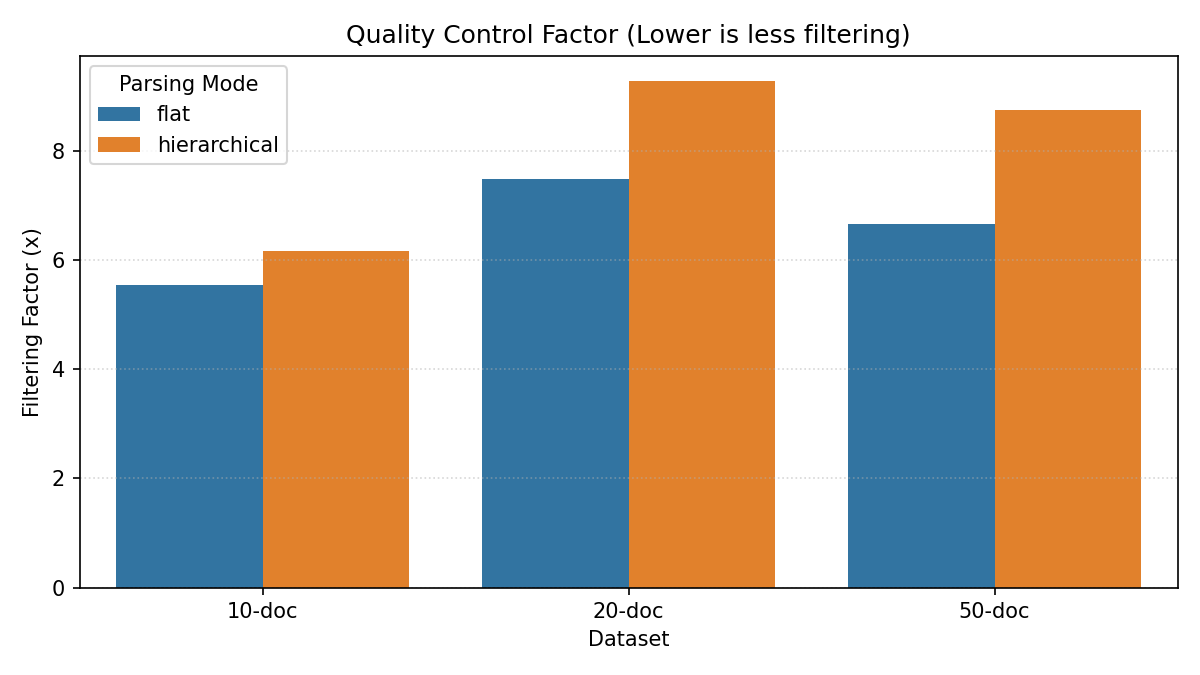 Quality Control Factor (Lower is less filtering)
Parsing Mode
flat
hierarchical
Filtering Factor (x)
8
6
4
2
0
10-doc
20-doc
50-doc
Dataset